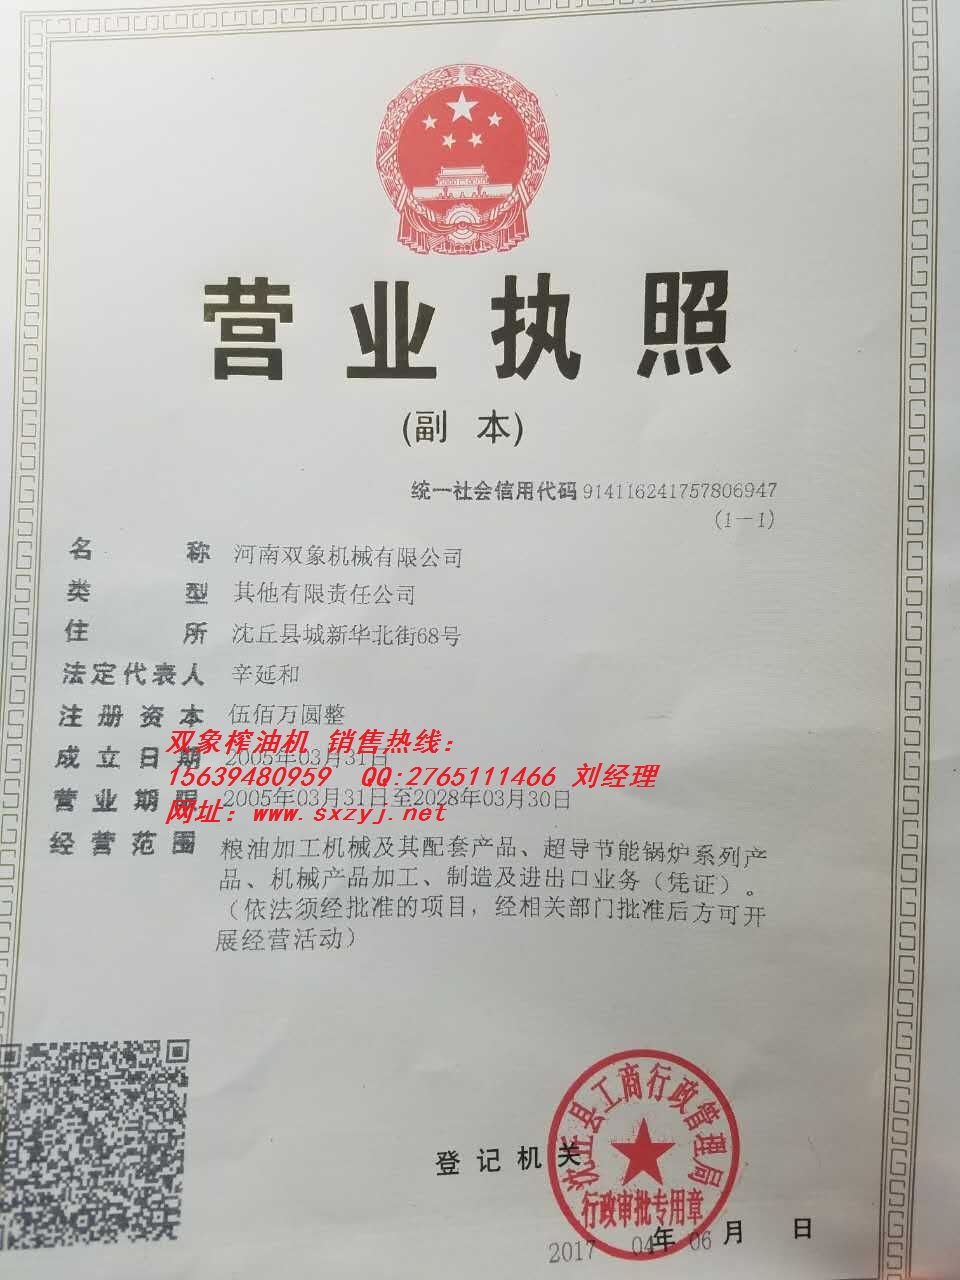 营业执照
(副 本)
统一社会信用代码 914116241757806947
(1-1)
名 称 河南双象机械有限公司
类 型 其他有限责任公司
住 所 沈丘县城新华北街68号
法定代表人 辛延和
注册资本 伍佰万圆整
双象榨油机 销售热线:
成立日期 2005年03月31日
15639480959 QQ:2765111466 刘经理
营业期限 2005年03月31日至2028年03月30日
网址: www.sxzyj.net
经营范围 粮油加工机械及其配套产品、超导节能锅炉系列产
品、机械产品加工、制造及进出口业务（凭证）。
（依法须经批准的项目，经相关部门批准后方可开
展经营活动）
沈丘县工商行政管理局
登记机关
行政审批专用章
2017年04月06日